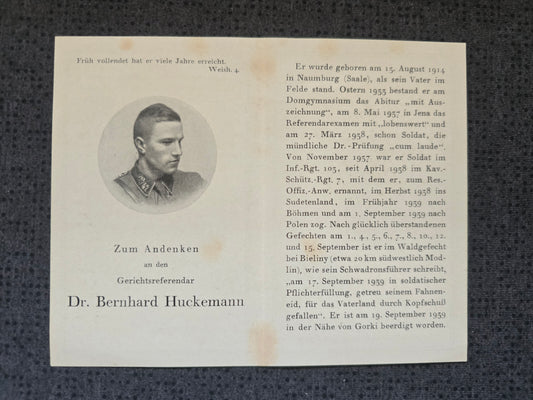 Früh vollendet hat er viele Jahre erreicht.
Weish. 4.
Zum Andenken
an den
Gerichtsreferendar
Dr. Bernhard Huckemann
Er wurde geboren am 15. August 1914
in Naumburg (Saale), als sein Vater im
Felde stand. Ostern 1933 bestand er am
Domgymnasium das Abitur „mit Aus-
zeichnung“, am 8. Mai 1937 in Jena das
Referendarexamen mit „lobenswert“ und
am 27. März 1938, schon Soldat, die
mündliche Dr.-Prüfung „cum laude“.
Von November 1937 war er Soldat im
Inf.-Rgt. 103, seit April 1938 im Kav.-
Schütz.-Rgt. 7, mit dem er, zum Res.-
Offiz.-Anw. ernannt, im Herbst 1938 ins
Sudetenland, im Frühjahr 1939 nach
Böhmen und am 1. September 1939 nach
Polen zog. Nach glücklich überstandenen
Gefechten am 1., 4., 5., 6., 7., 8., 10., 12.
und 15. September ist er im Waldgefecht
bei Bieliny (etwa 20 km südwestlich Mod-
lin), wie sein Schwadronsführer schreibt,
„am 17. September 1939 in soldatischer
Pflichterfüllung, getreu seinem Fahnen-
eid, für das Vaterland durch Kopfschuß
gefallen“. Er ist am 19. September 1939
in der Nähe von Gorki beerdigt worden.